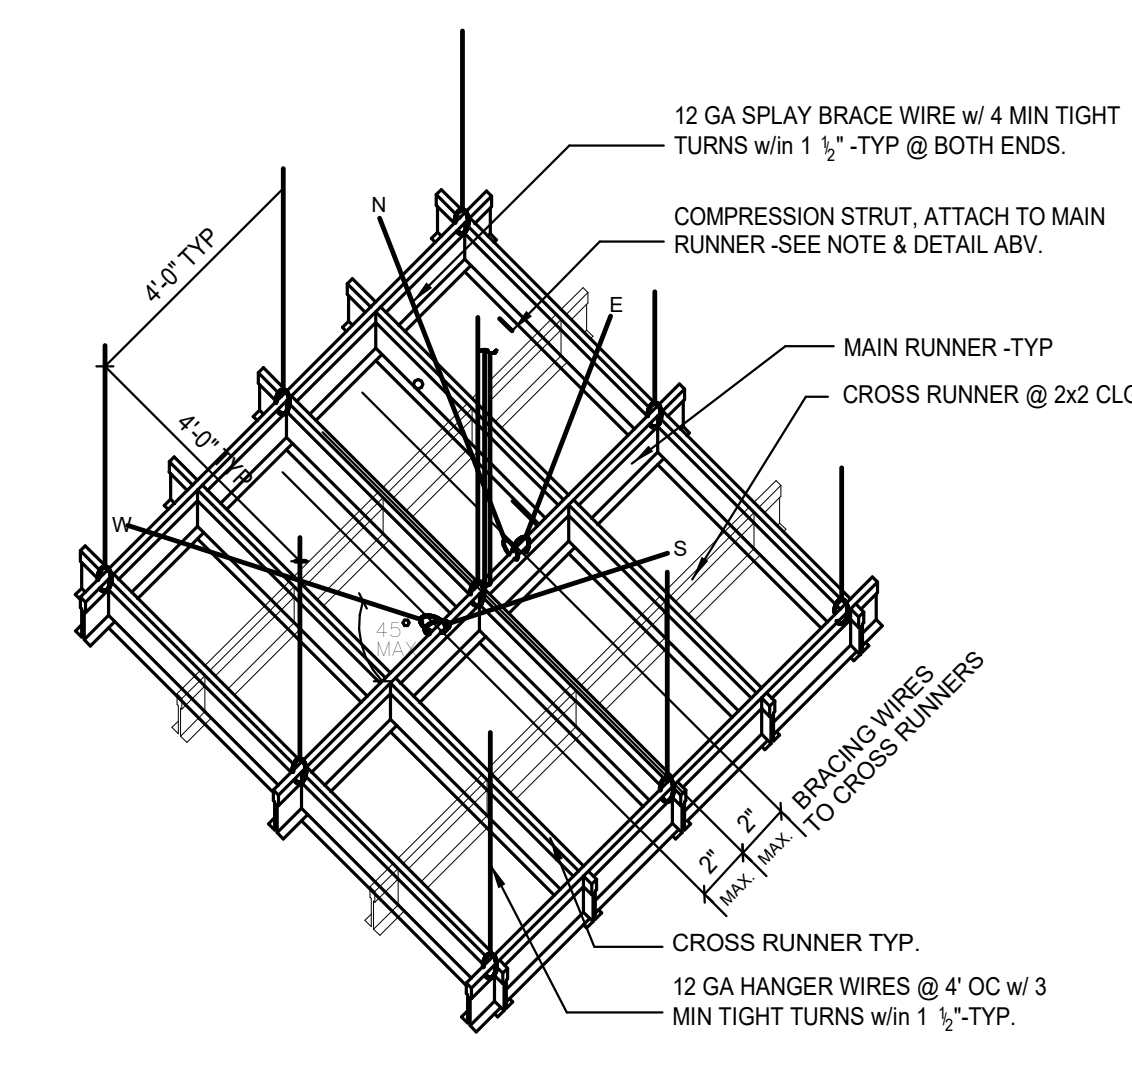 12 GA SPLAY BRACE WIRE w/ 4 MIN TIGHT
TURNS w/in 1 ½" -TYP @ BOTH ENDS.
N
COMPRESSION STRUT, ATTACH TO MAIN
RUNNER -SEE NOTE & DETAIL ABV.
4'-0" TYP
E
MAIN RUNNER -TYP
CROSS RUNNER @ 2x2
4'-0" TYP
W
S
45°
MAX
BRACING WIRES
TO CROSS RUNNERS
2"
MAX.
2"
MAX.
CROSS RUNNER TYP.
12 GA HANGER WIRES @ 4' OC w/ 3
MIN TIGHT TURNS w/in 1 ½"-TYP.